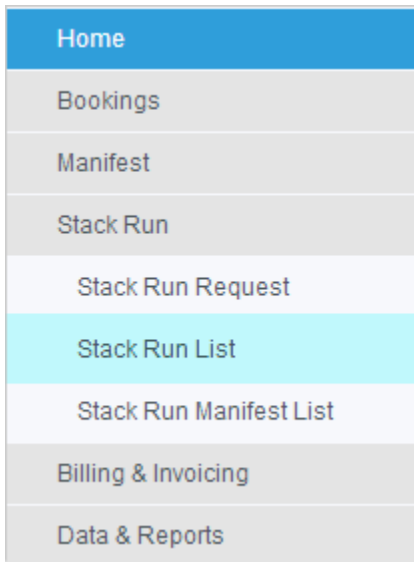 Home
Bookings
Manifest
Stack Run
Stack Run Request
Stack Run List
Stack Run Manifest List
Billing & Invoicing
Data & Reports